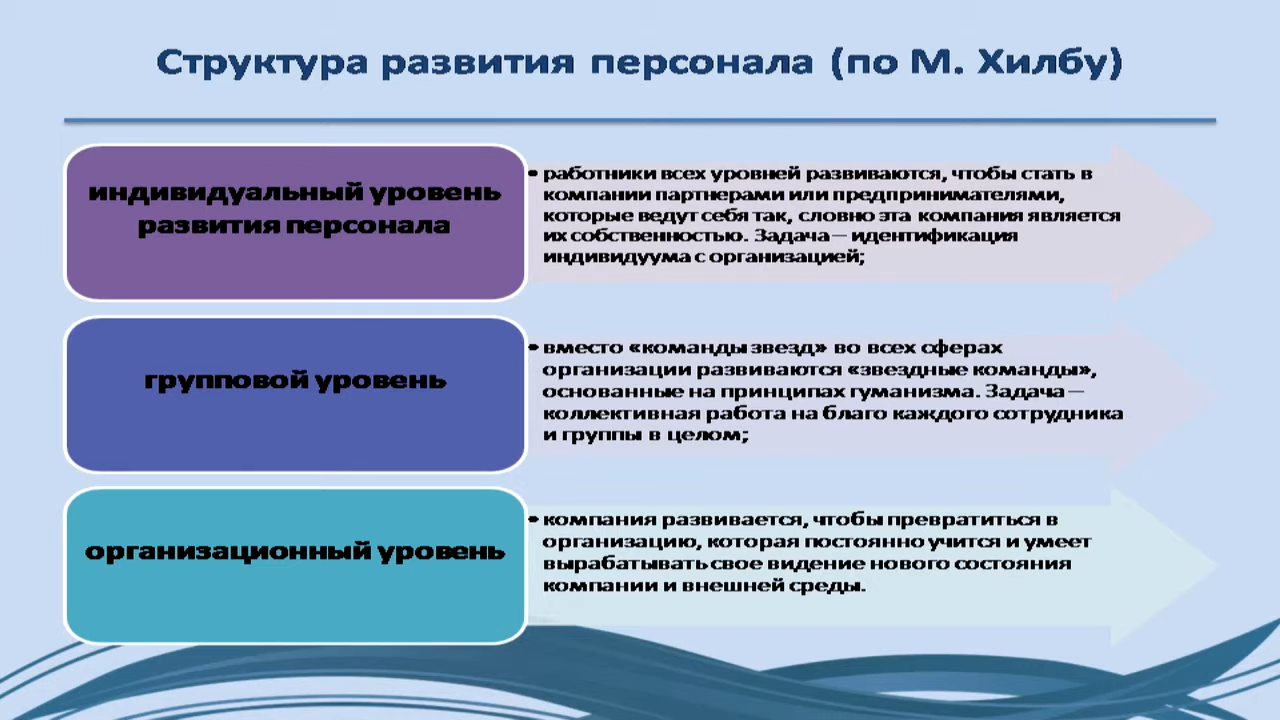 Структура развития персонала (по М. Хилбу)
индивидуальный уровень
развития персонала
• работники всех уровней развиваются, чтобы стать в
компании партнерами или предпринимателями,
которые ведут себя так, словно эта компания является
их собственностью. Задача – идентификация
индивидуума с организацией;
групповой уровень
• вместо «команды звезд» во всех сферах
организации развиваются «звездные команды»,
основанные на принципах гуманизма. Задача –
коллективная работа на благо каждого сотрудника
и группы в целом;
организационный уровень
• компания развивается, чтобы превратиться в
организацию, которая постоянно учится и умеет
вырабатывать свое видение нового состояния
компании и внешней среды.